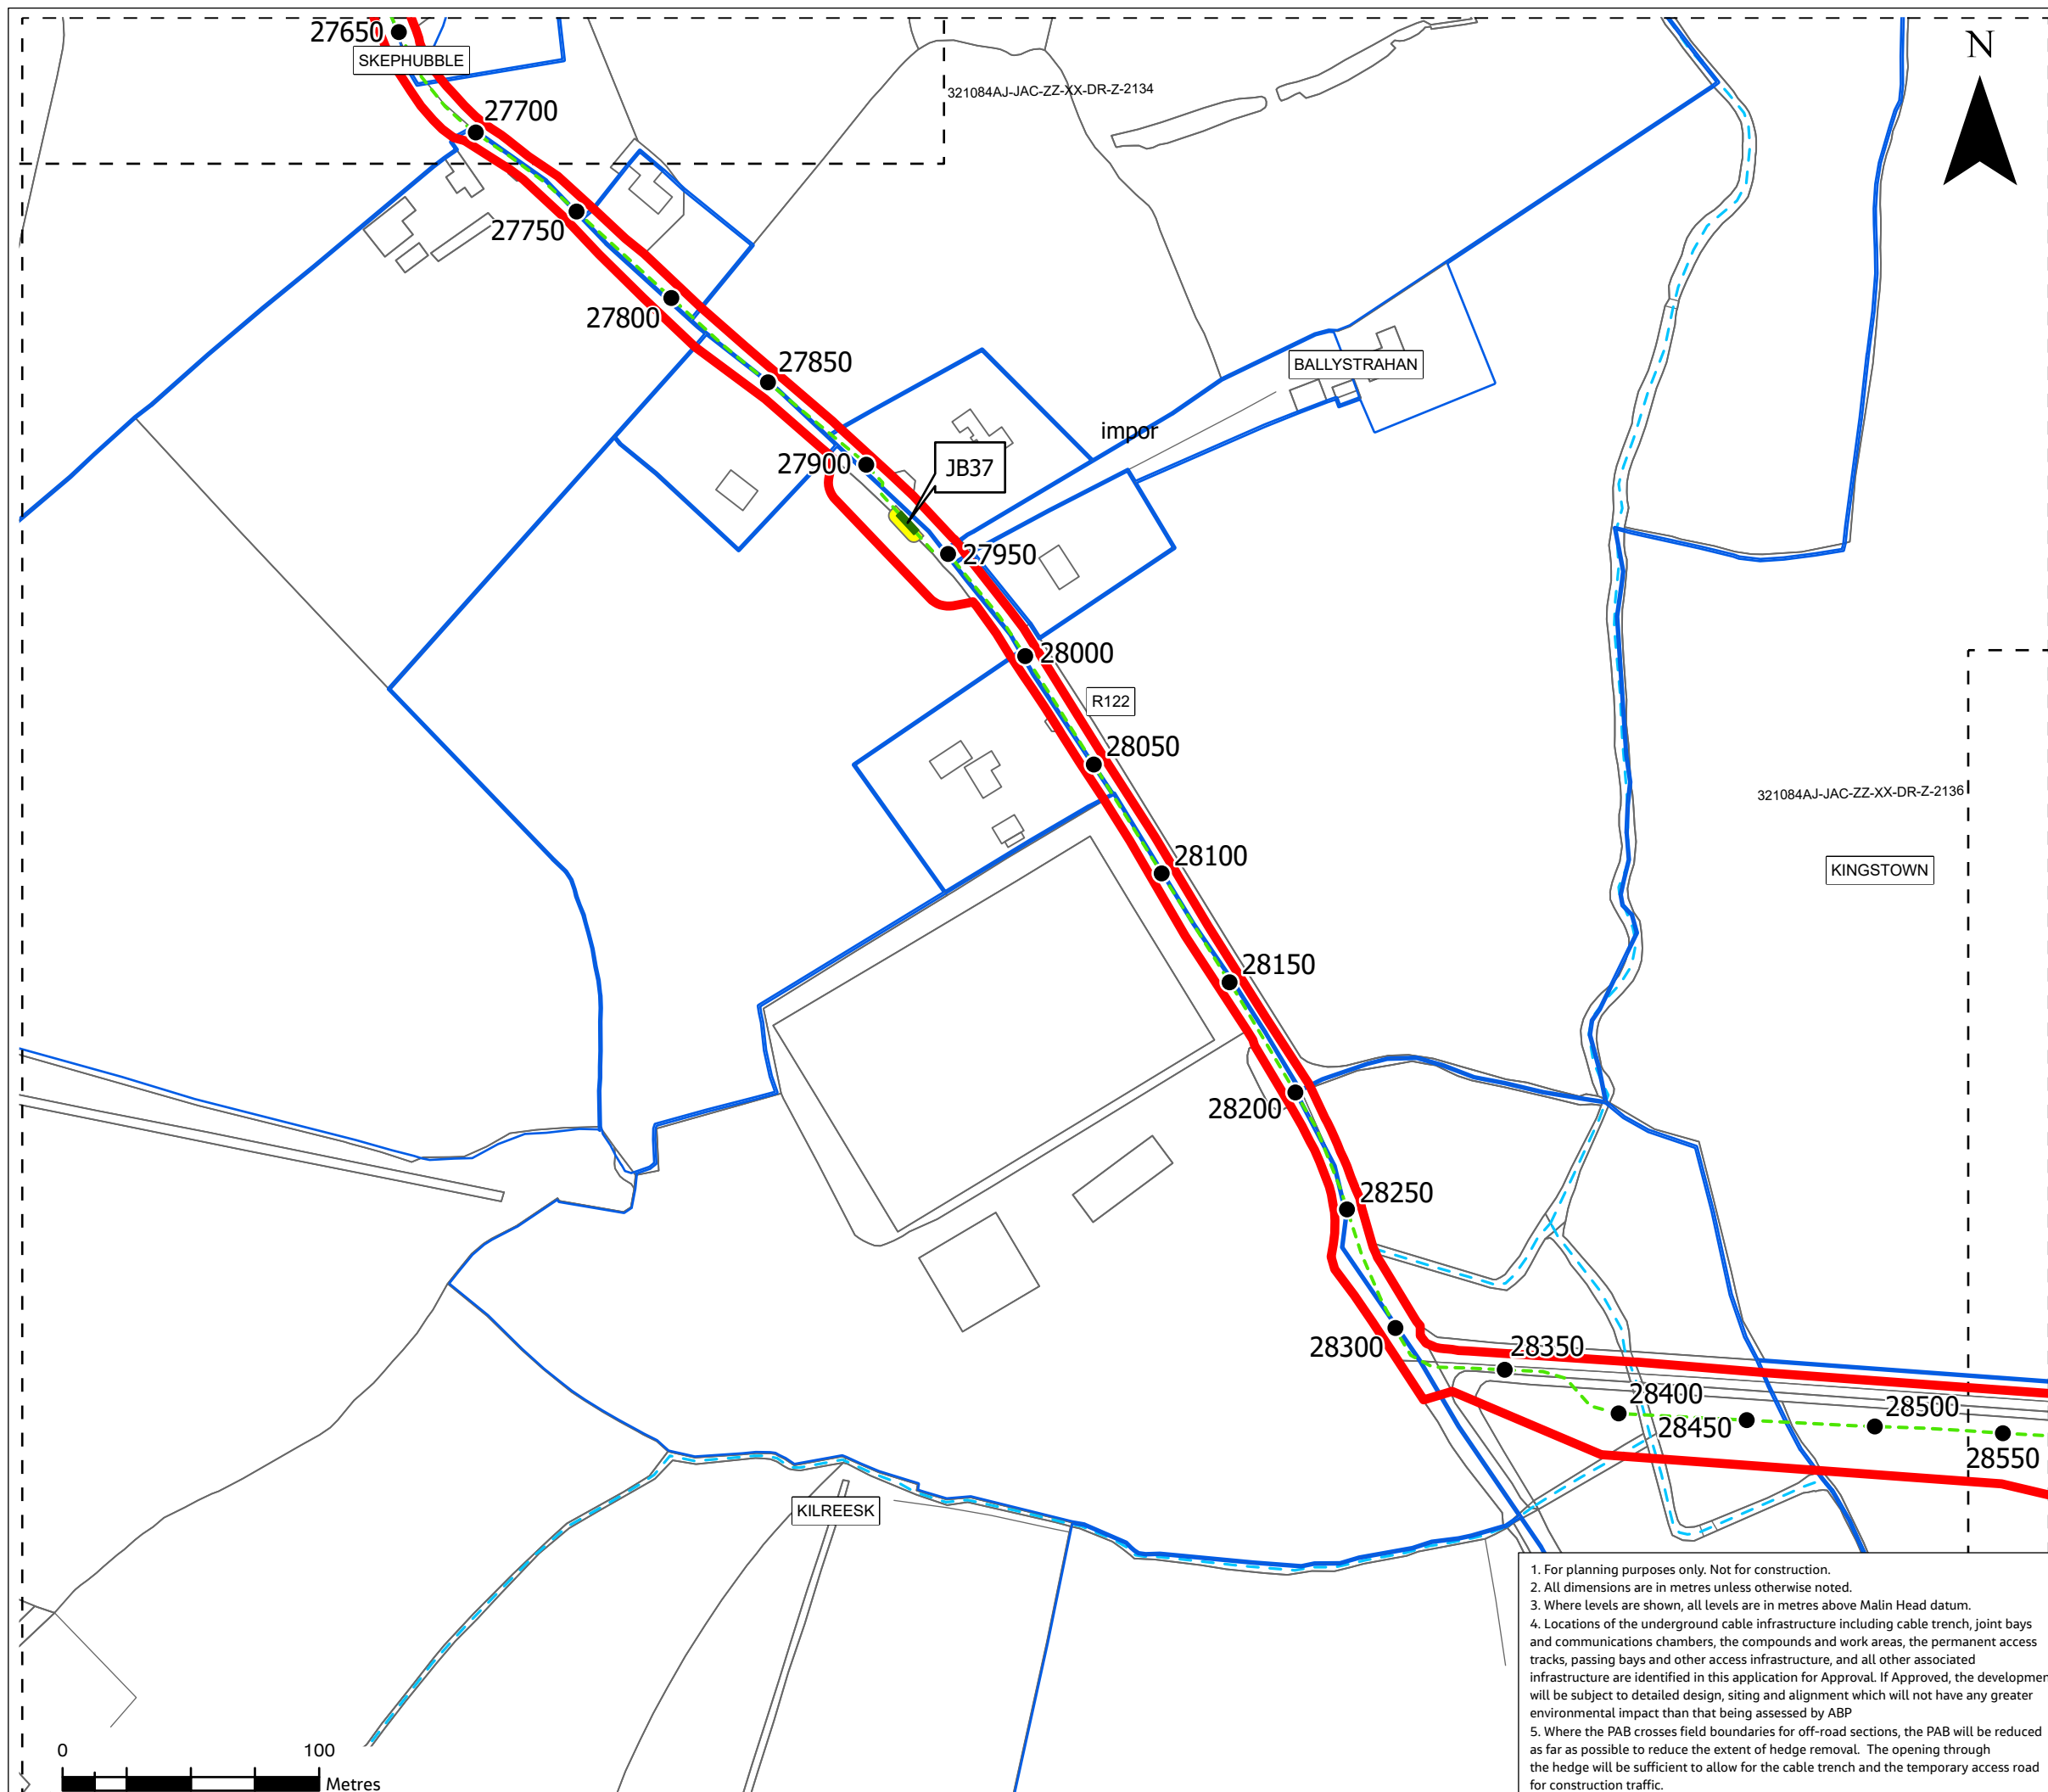 27650
SKEPHUBBLE
N
321084AJ-JAC-ZZ-XX-DR-Z-2134
27700
27750
27800
27850
BALLYSTRAHAN
impor
JB37
27900
27950
28000
R122
28050
321084AJ-JAC-ZZ-XX-DR-Z-2136
28100
KINGSTOWN
28150
28200
28250
28300
28350
28400
28450
28500
28550
KILREESK
1. For planning purposes only. Not for construction.
2. All dimensions are in metres unless otherwise noted.
3. Where levels are shown, all levels are in metres above Malin Head datum.
4. Locations of the underground cable infrastructure including cable trench, joint bays
and communications chambers, the compounds and work areas, the permanent access
tracks, passing bays and other access infrastructure, and all other associated
infrastructure are identified in this application for Approval. If Approved, the developmen
will be subject to detailed design, siting and alignment which will not have any greater
environmental impact than that being assessed by ABP
5. Where the PAB crosses field boundaries for off-road sections, the PAB will be reduced
as far as possible to reduce the extent of hedge removal. The opening through
the hedge will be sufficient to allow for the cable trench and the temporary access road
for construction traffic.
0 100
Metres